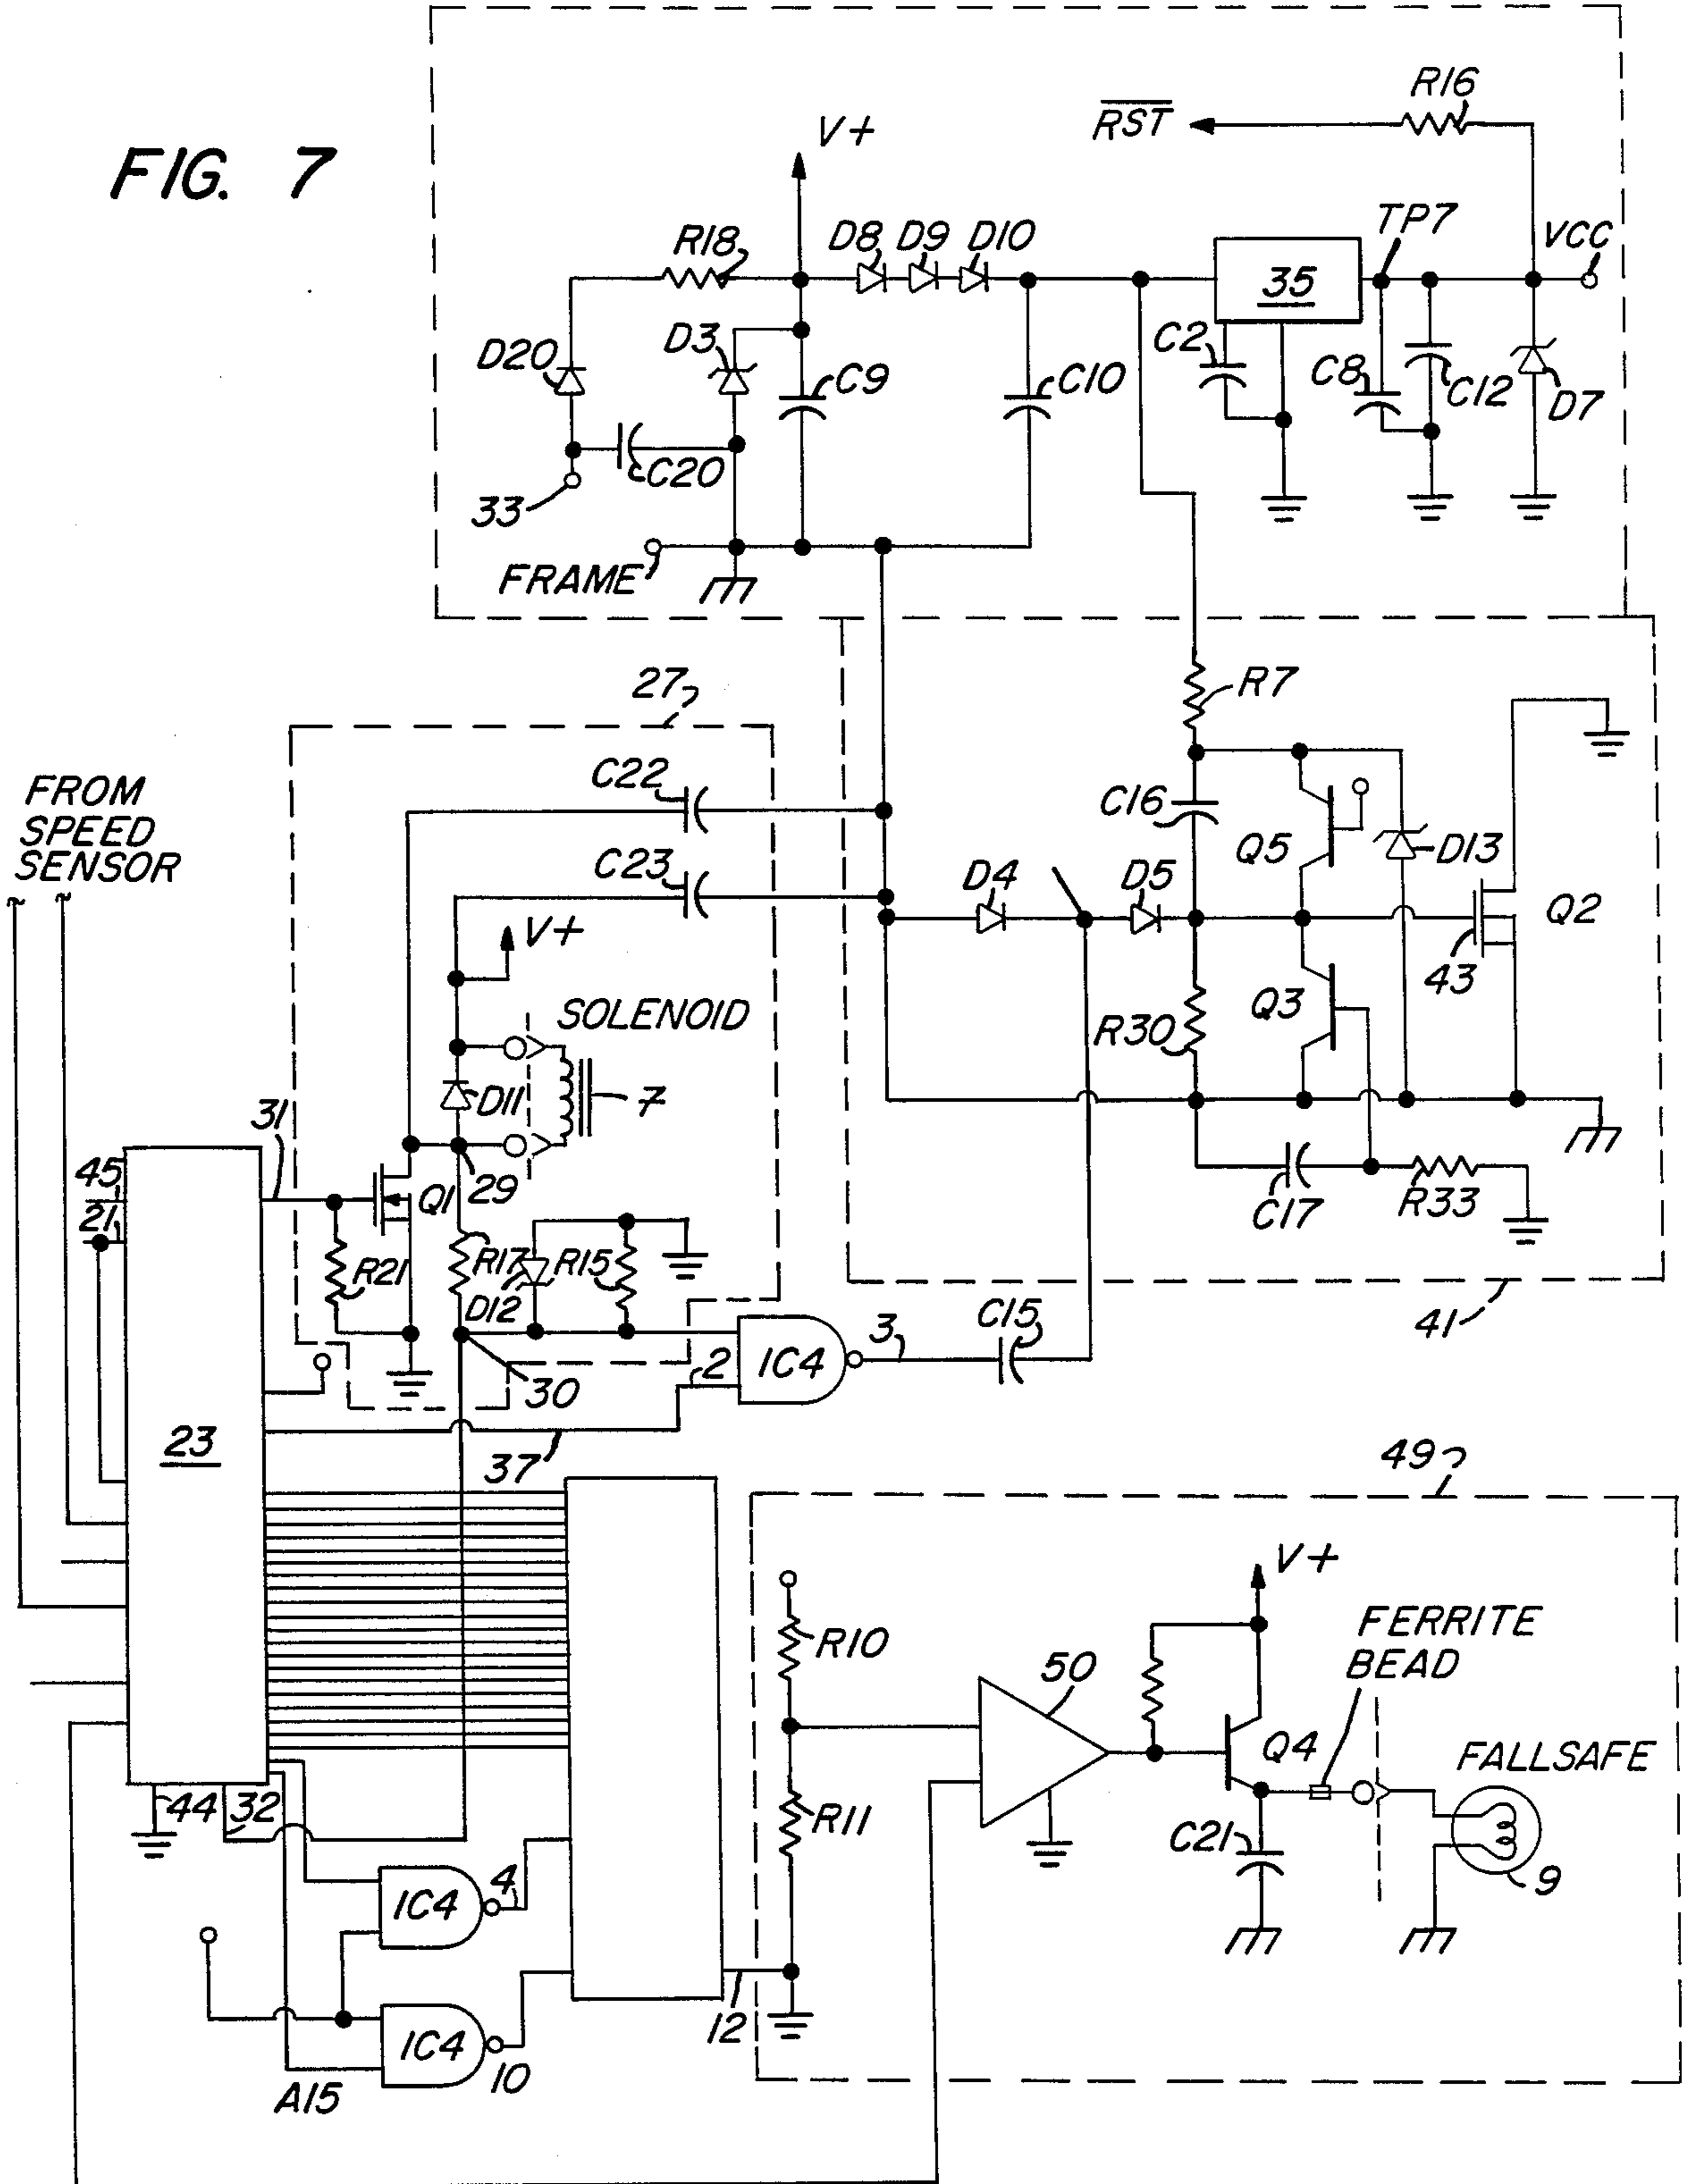 FIG. 7
R16
RST
V+
TP7
VCC
R18
D8
D9
D10
35
D20
D3
C9
C10
C2
C8
C12
D7
C20
33
FRAME
R7
27
FROM
SPEED
SENSOR
C22
C16
Q5
D13
C23
D4
D5
Q2
V+
43
SOLENOID
Q3
R30
D11
7
31
45
29
Q1
C17
R33
21
R21
R17
R15
D12
C15
41
3
IC4
2
30
23
37
49
V+
FERRITE
BEAD
R10
50
Q4
FALLSAFE
R11
44
32
C21
9
IC4
4
12
IC4
10
A15